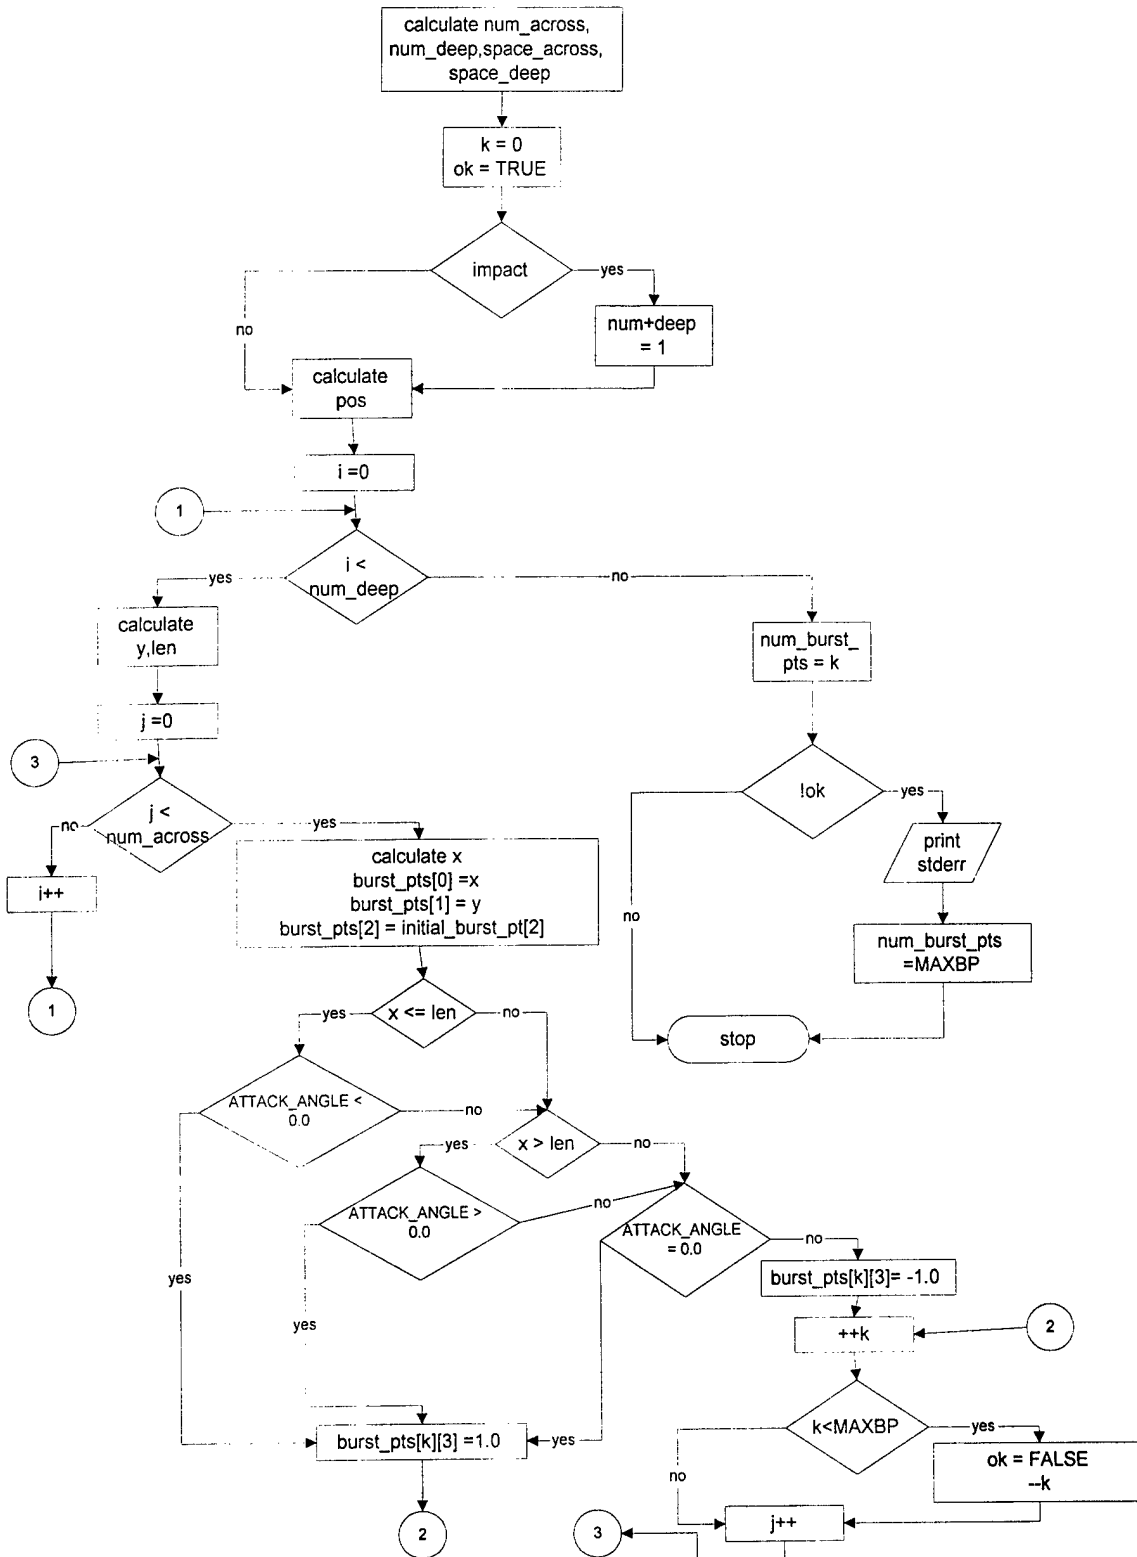 calculate num_across,
num_deep,space_across,
space_deep
k = 0
ok = TRUE
impact
yes
no
num+deep
= 1
calculate
pos
i =0
1
i <
num_deep
yes
no
calculate
y,len
num_burst_
pts = k
j =0
3
!ok
yes
j <
num_across
no
yes
print
stderr
calculate x
burst_pts[0] =x
burst_pts[1] = y
burst_pts[2] = initial_burst_pt[2]
i++
no
num_burst_pts
=MAXBP
1
x <= len
yes
no
stop
ATTACK_ANGLE <
0.0
no
x > len
yes
no
ATTACK_ANGLE >
0.0
no
ATTACK_ANGLE
= 0.0
no
yes
burst_pts[k][3]= -1.0
yes
++k
2
k<MAXBP
yes
burst_pts[k][3] =1.0
yes
ok = FALSE
--k
no
2
3
j++